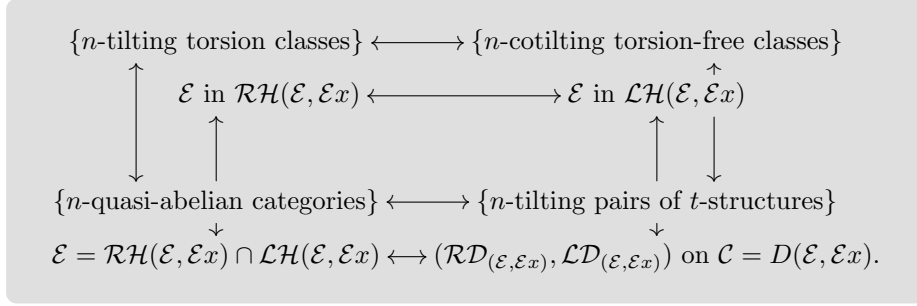 {n-tilting torsion classes} ⟷ {n-cotilting torsion-free classes}
ℰ in ℛℋ(ℰ, ℰx) ⟷ ℰ in ℒℋ(ℰ, ℰx)
{n-quasi-abelian categories} ⟷ {n-tilting pairs of t-structures}
ℰ = ℛℋ(ℰ, ℰx) ∩ ℒℋ(ℰ, ℰx) ⟷ (ℛD_(ℰ,ℰx), ℒD_(ℰ,ℰx)) on 𝒞 = D(ℰ, ℰx).